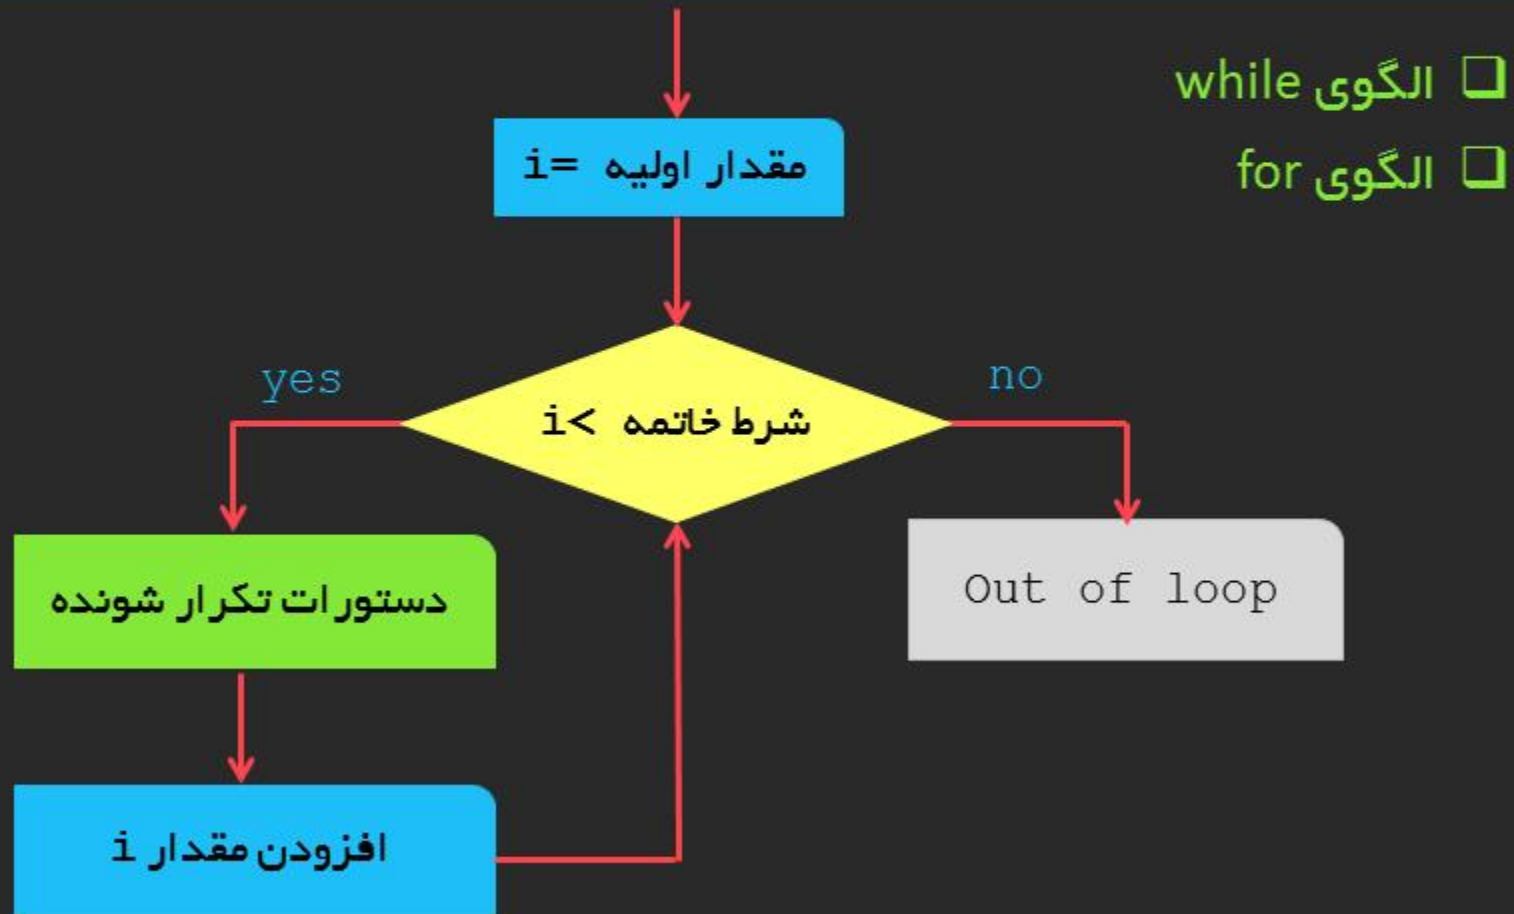 الگوی while
الگوی for
i= مقدار اولیه
i< شرط خاتمه
yes
no
دستورات تکرار شونده
Out of loop
افزودن مقدار i